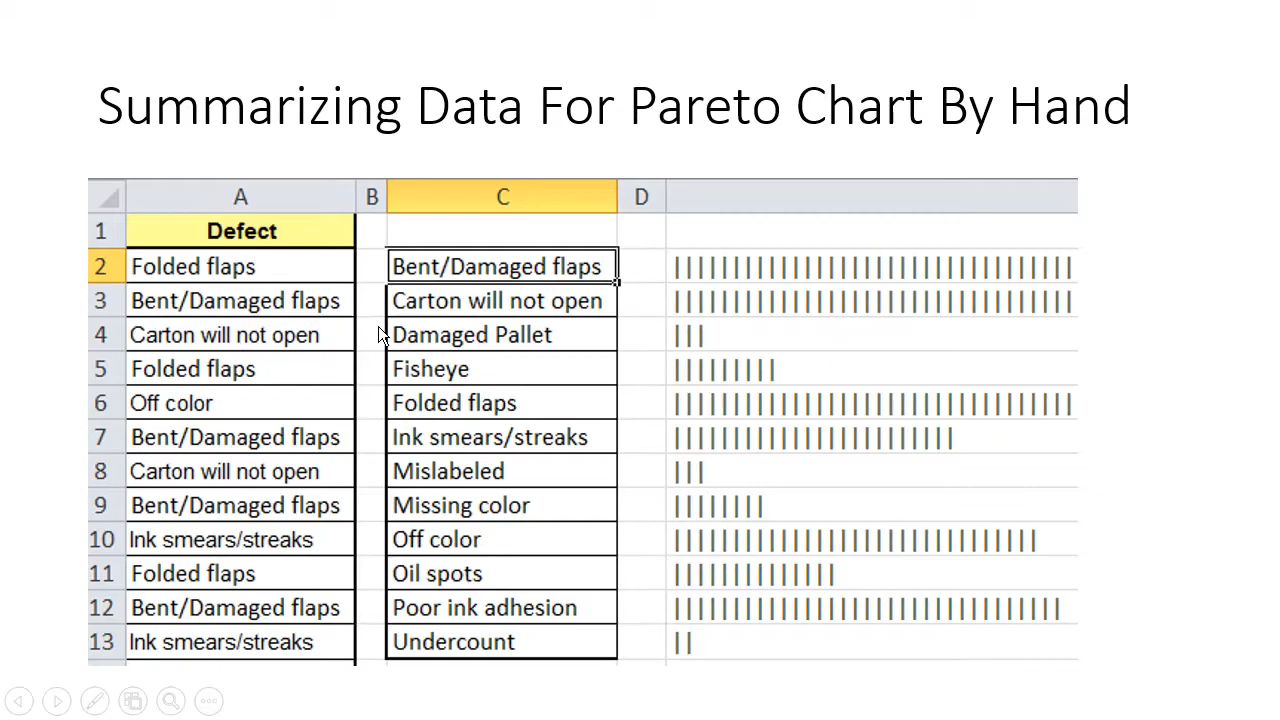 Summarizing Data For Pareto Chart By Hand
A B C D
1 Defect
2 Folded flaps Bent/Damaged flaps ||||||||||||||||||||||||||||||||||
3 Bent/Damaged flaps Carton will not open ||||||||||||||||||||||||||||||||||
4 Carton will not open Damaged Pallet |||
5 Folded flaps Fisheye |||||||||
6 Off color Folded flaps ||||||||||||||||||||||||||||||||||
7 Bent/Damaged flaps Ink smears/streaks ||||||||||||||||||||||||
8 Carton will not open Mislabeled |||
9 Bent/Damaged flaps Missing color ||||||||
10 Ink smears/streaks Off color |||||||||||||||||||||||||||||||
11 Folded flaps Oil spots ||||||||||||||
12 Bent/Damaged flaps Poor ink adhesion |||||||||||||||||||||||||||||||||
13 Ink smears/streaks Undercount ||